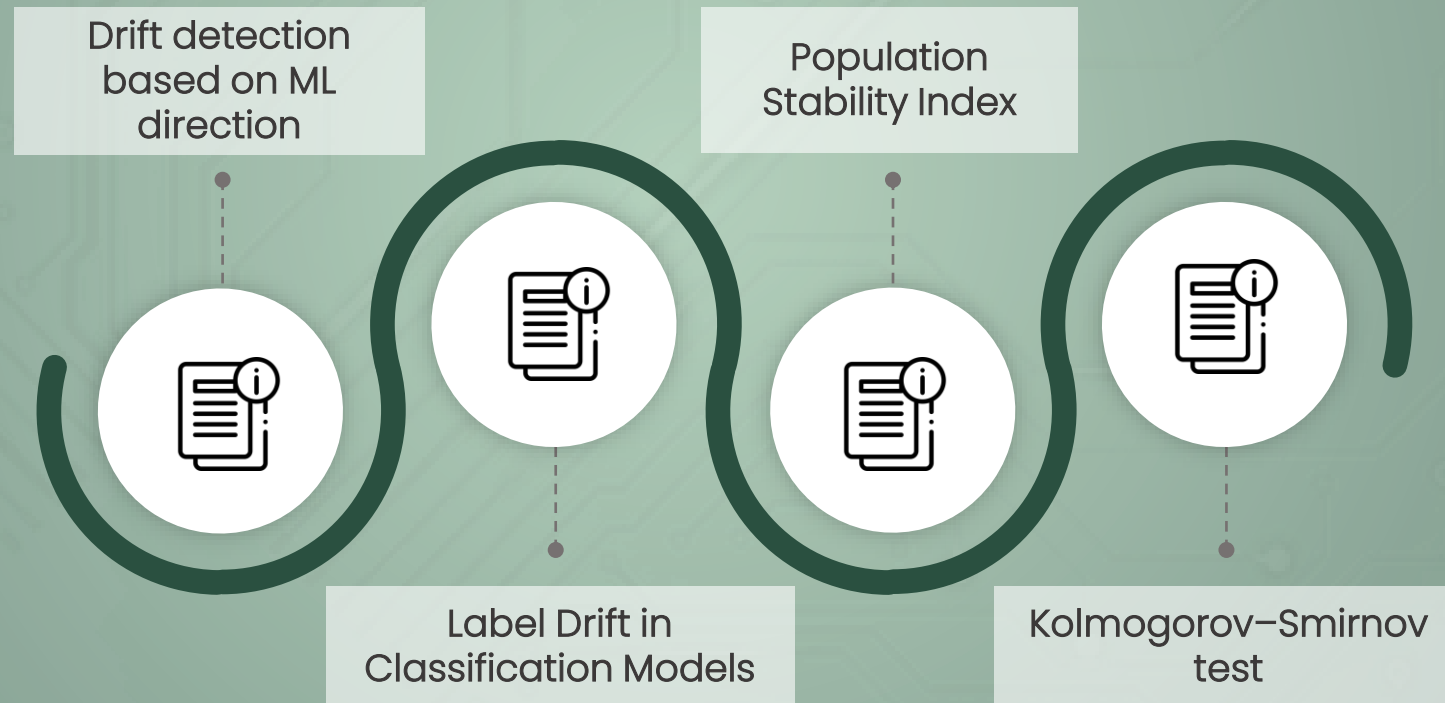 Drift detection
based on ML
direction
Label Drift in
Classification Models
Population
Stability Index
Kolmogorov–Smirnov
test